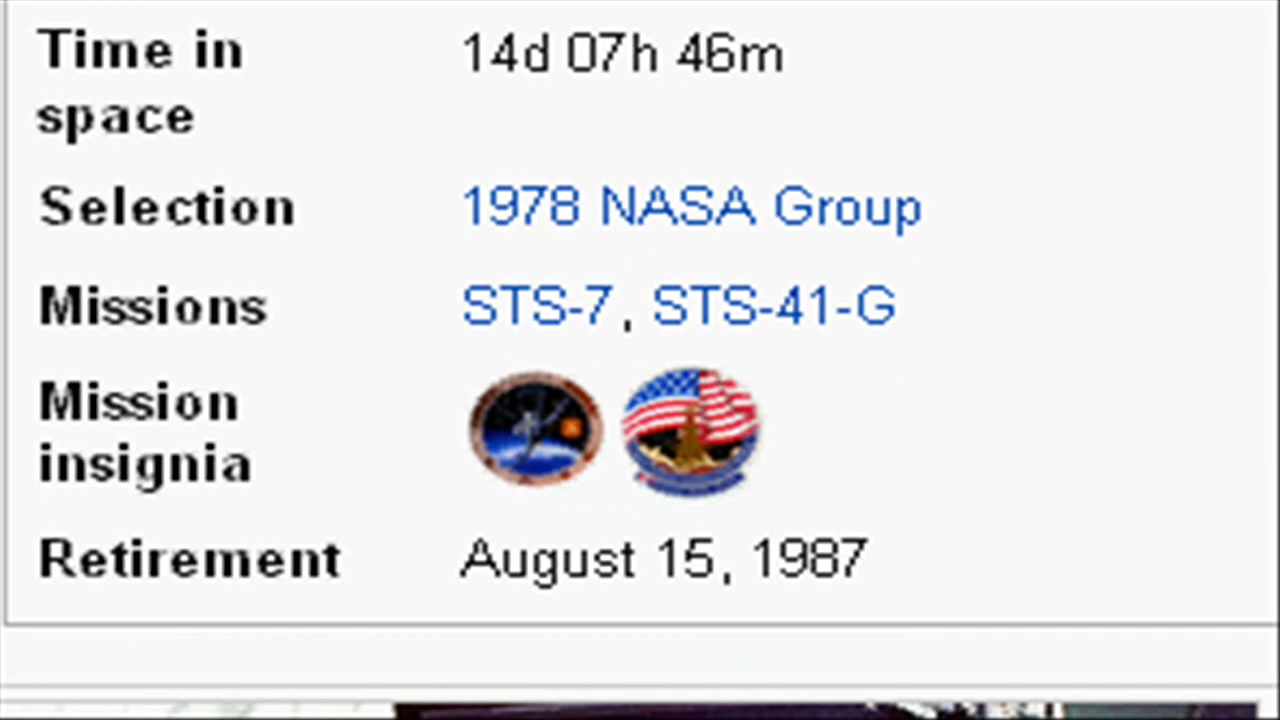 Time in 14d 07h 46m
space
Selection 1978 NASA Group
Missions STS-7, STS-41-G
Mission
insignia
Retirement August 15, 1987